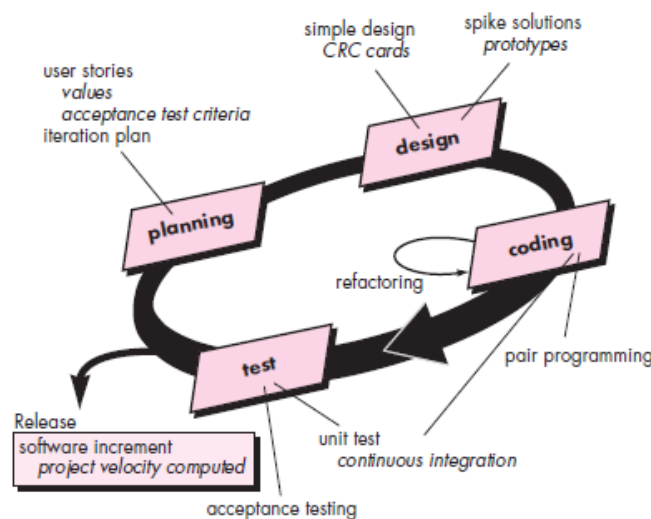 simple design
CRC cards
spike solutions
prototypes
user stories
values
acceptance test criteria
iteration plan
design
planning
coding
refactoring
test
pair programming
Release
software increment
project velocity computed
unit test
continuous integration
acceptance testing